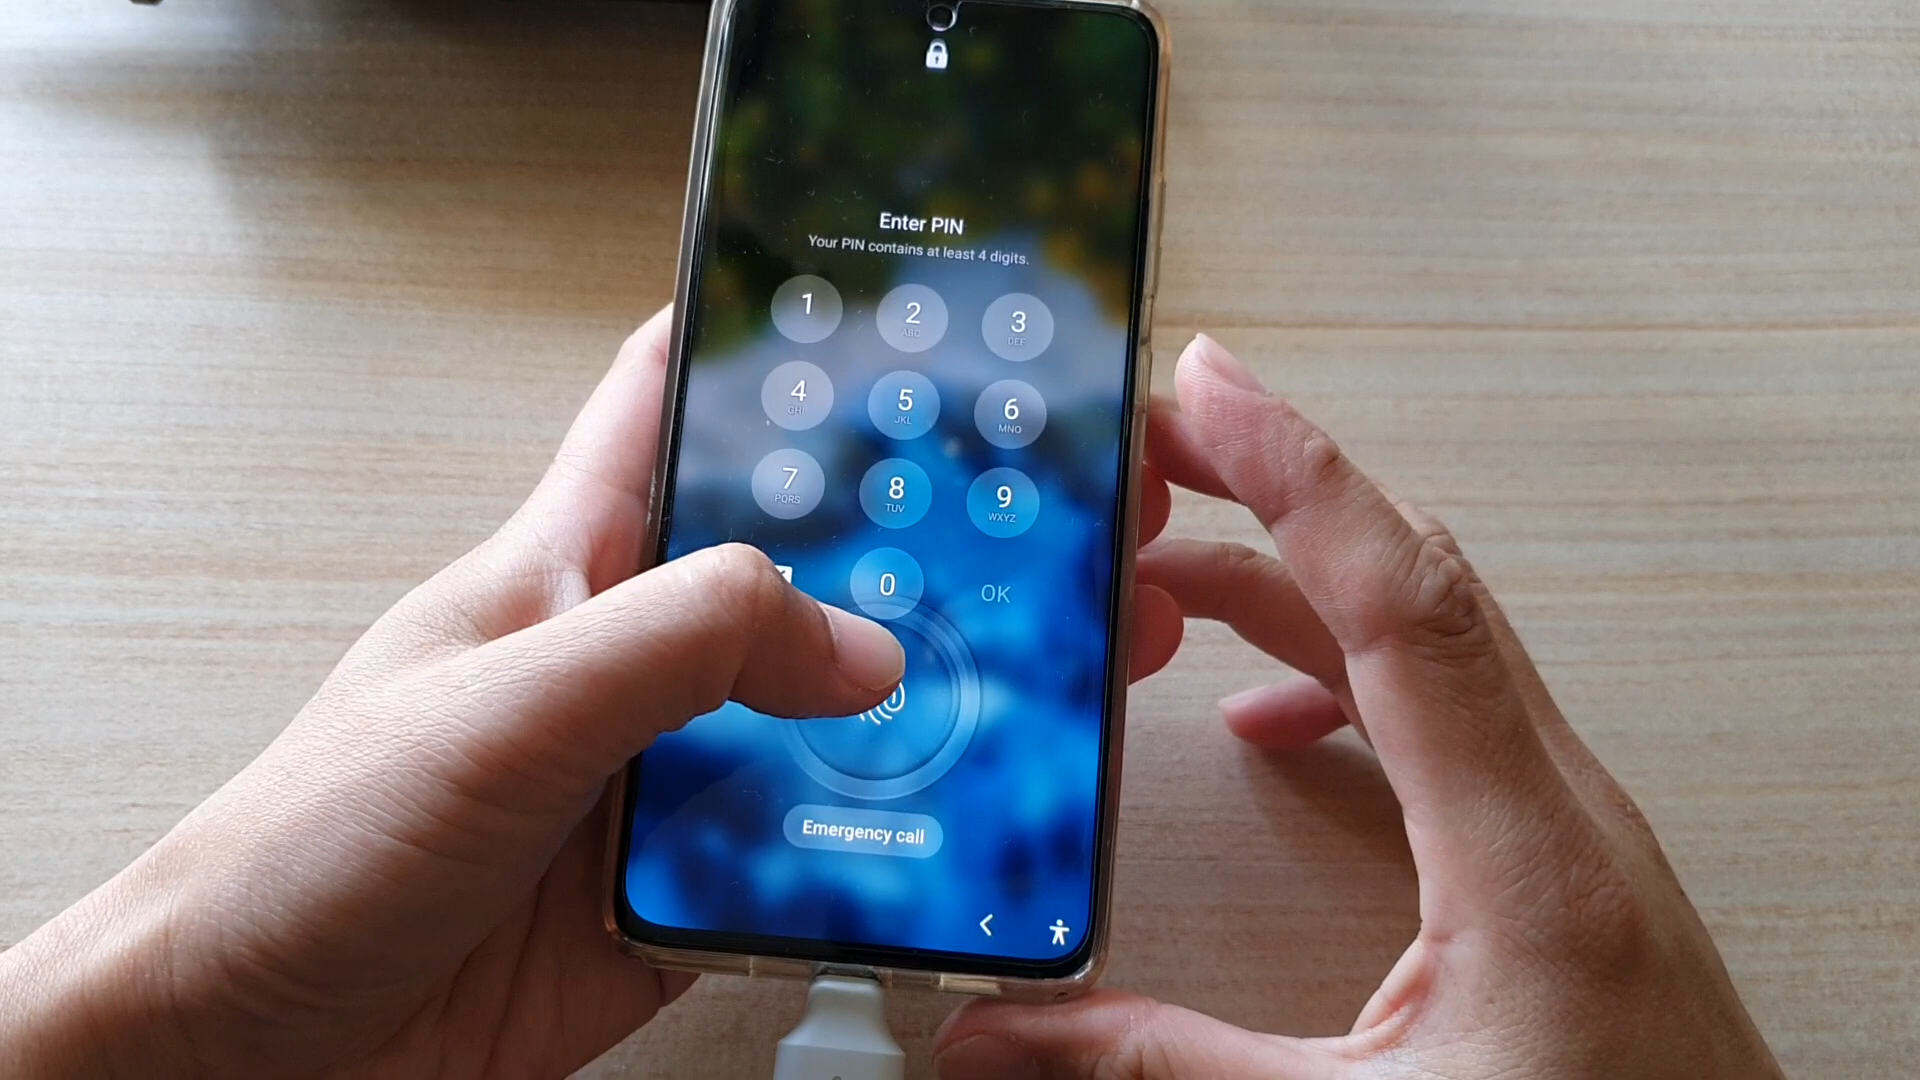 Enter PIN
Your PIN contains at least 4 digits.
1 2 ABC 3 DEF
4 GHI 5 JKL 6 MNO
7 PQRS 8 TUV 9 WXYZ
0 OK
Emergency call